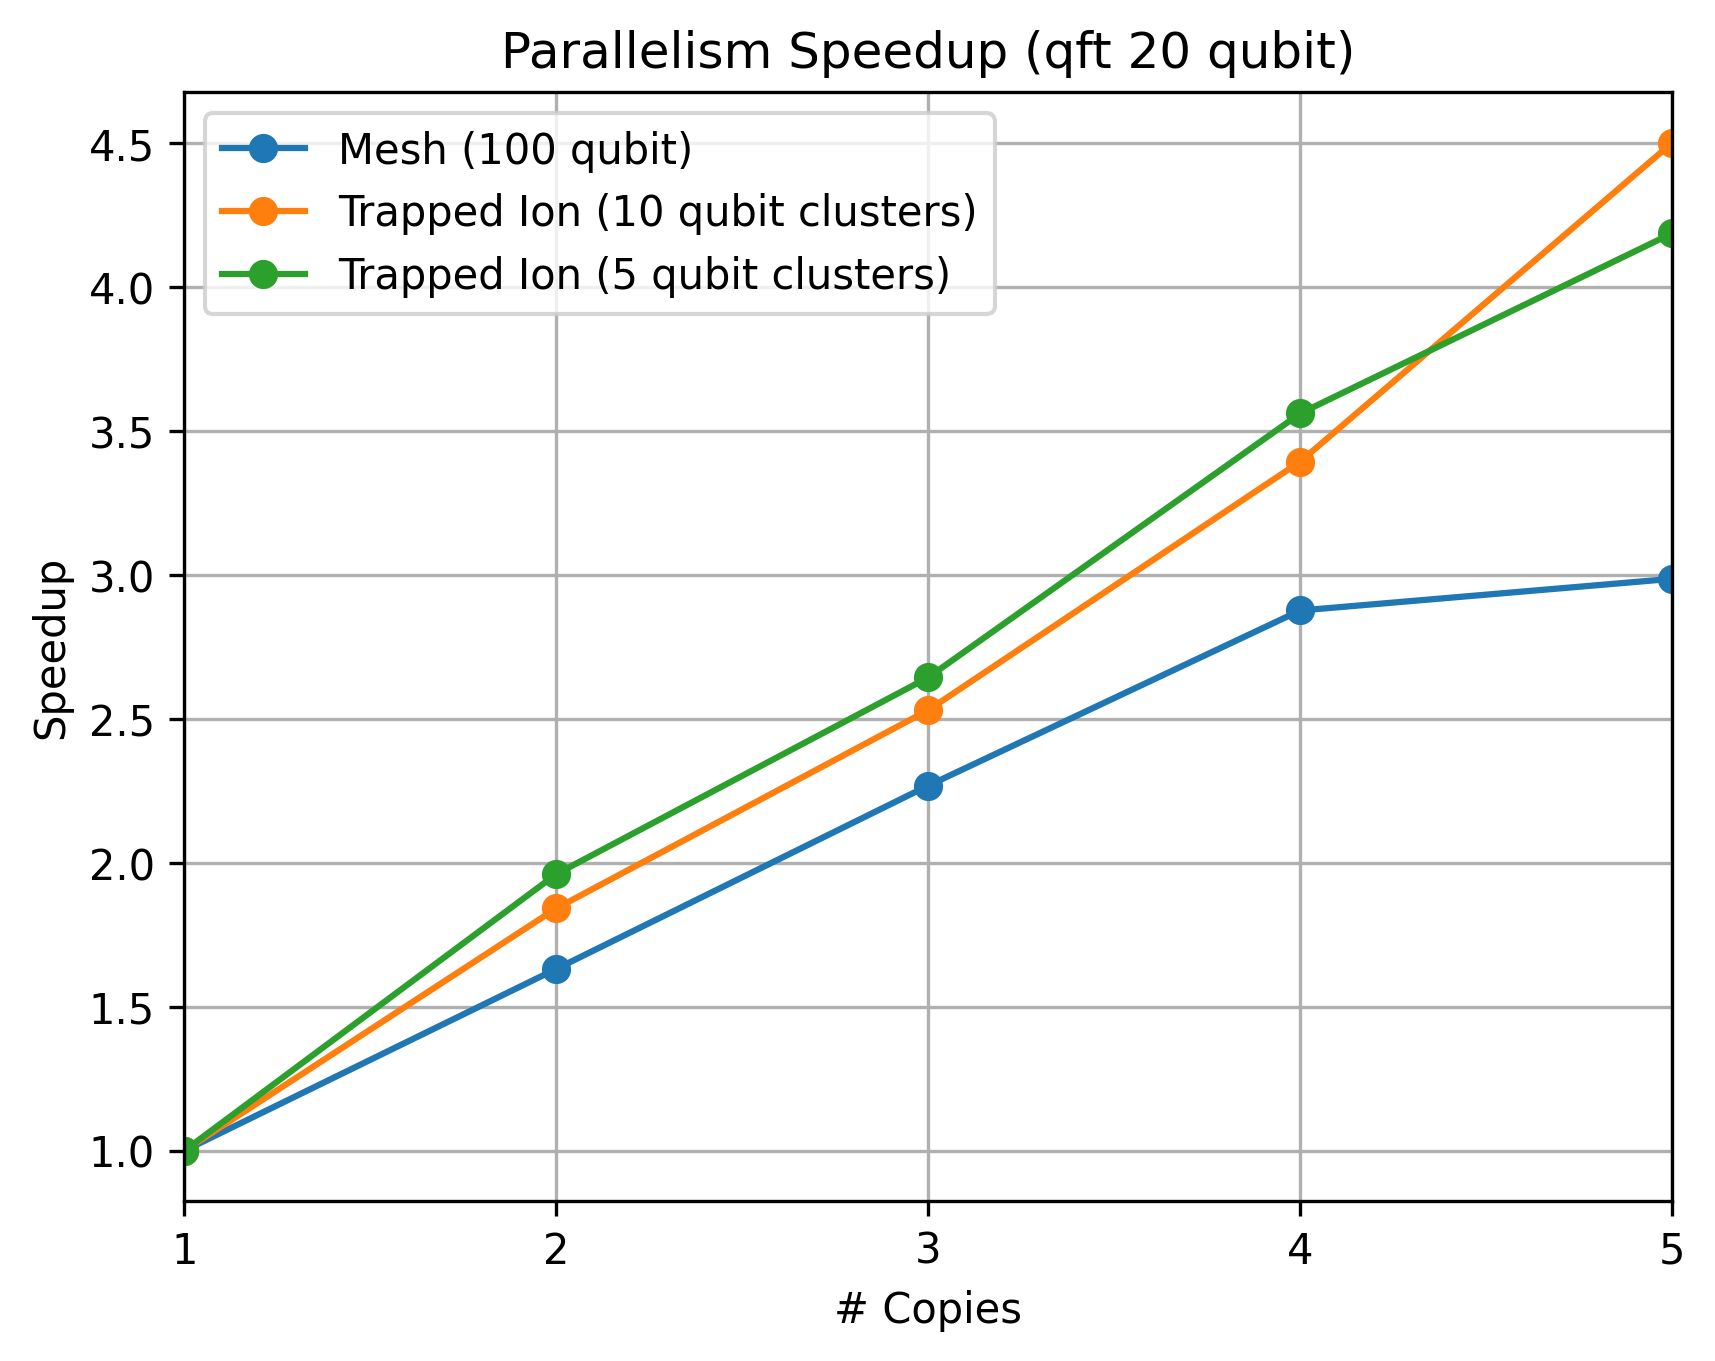 Parallelism Speedup (qft 20 qubit)
Mesh (100 qubit)
Trapped Ion (10 qubit clusters)
Trapped Ion (5 qubit clusters)
4.5
4.0
3.5
3.0
2.5
2.0
1.5
1.0
Speedup
1 2 3 4 5
# Copies